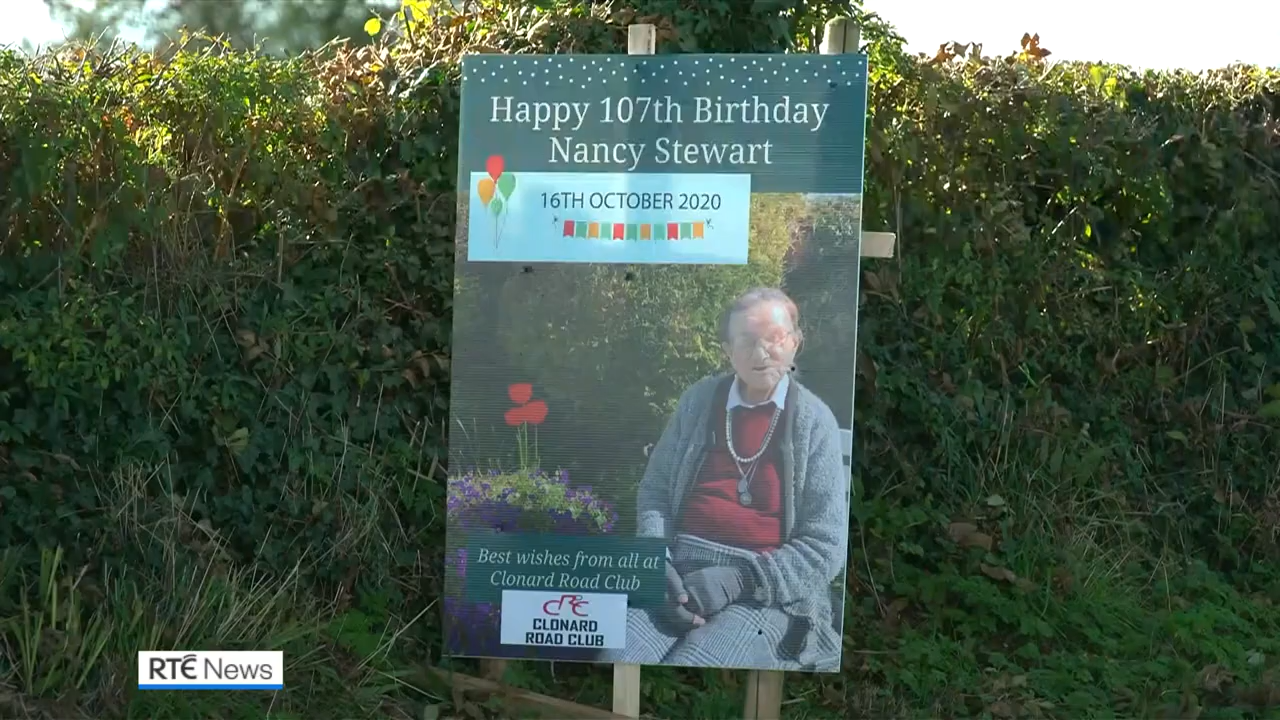 Happy 107th Birthday
Nancy Stewart
16TH OCTOBER 2020
Best wishes from all at
Clonard Road Club
CRC
CLONARD
ROAD CLUB
RTÉ News